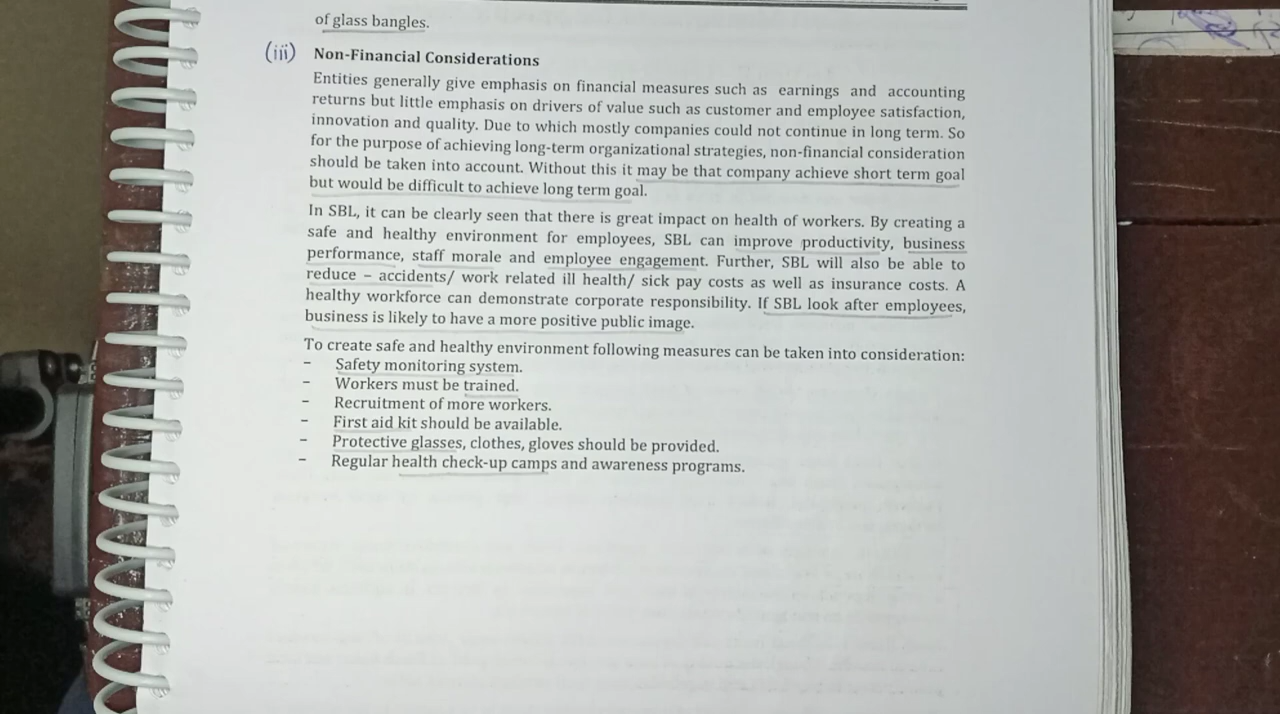 of glass bangles.
(iii) Non-Financial Considerations
Entities generally give emphasis on financial measures such as earnings and accounting
returns but little emphasis on drivers of value such as customer and employee satisfaction,
innovation and quality. Due to which mostly companies could not continue in long term. So
for the purpose of achieving long-term organizational strategies, non-financial consideration
should be taken into account. Without this it may be that company achieve short term goal
but would be difficult to achieve long term goal.
In SBL, it can be clearly seen that there is great impact on health of workers. By creating a
safe and healthy environment for employees, SBL can improve productivity, business
performance, staff morale and employee engagement. Further, SBL will also be able to
reduce – accidents/ work related ill health/ sick pay costs as well as insurance costs. A
healthy workforce can demonstrate corporate responsibility. If SBL look after employees,
business is likely to have a more positive public image.
To create safe and healthy environment following measures can be taken into consideration:
– Safety monitoring system.
– Workers must be trained.
– Recruitment of more workers.
– First aid kit should be available.
– Protective glasses, clothes, gloves should be provided.
– Regular health check-up camps and awareness programs.